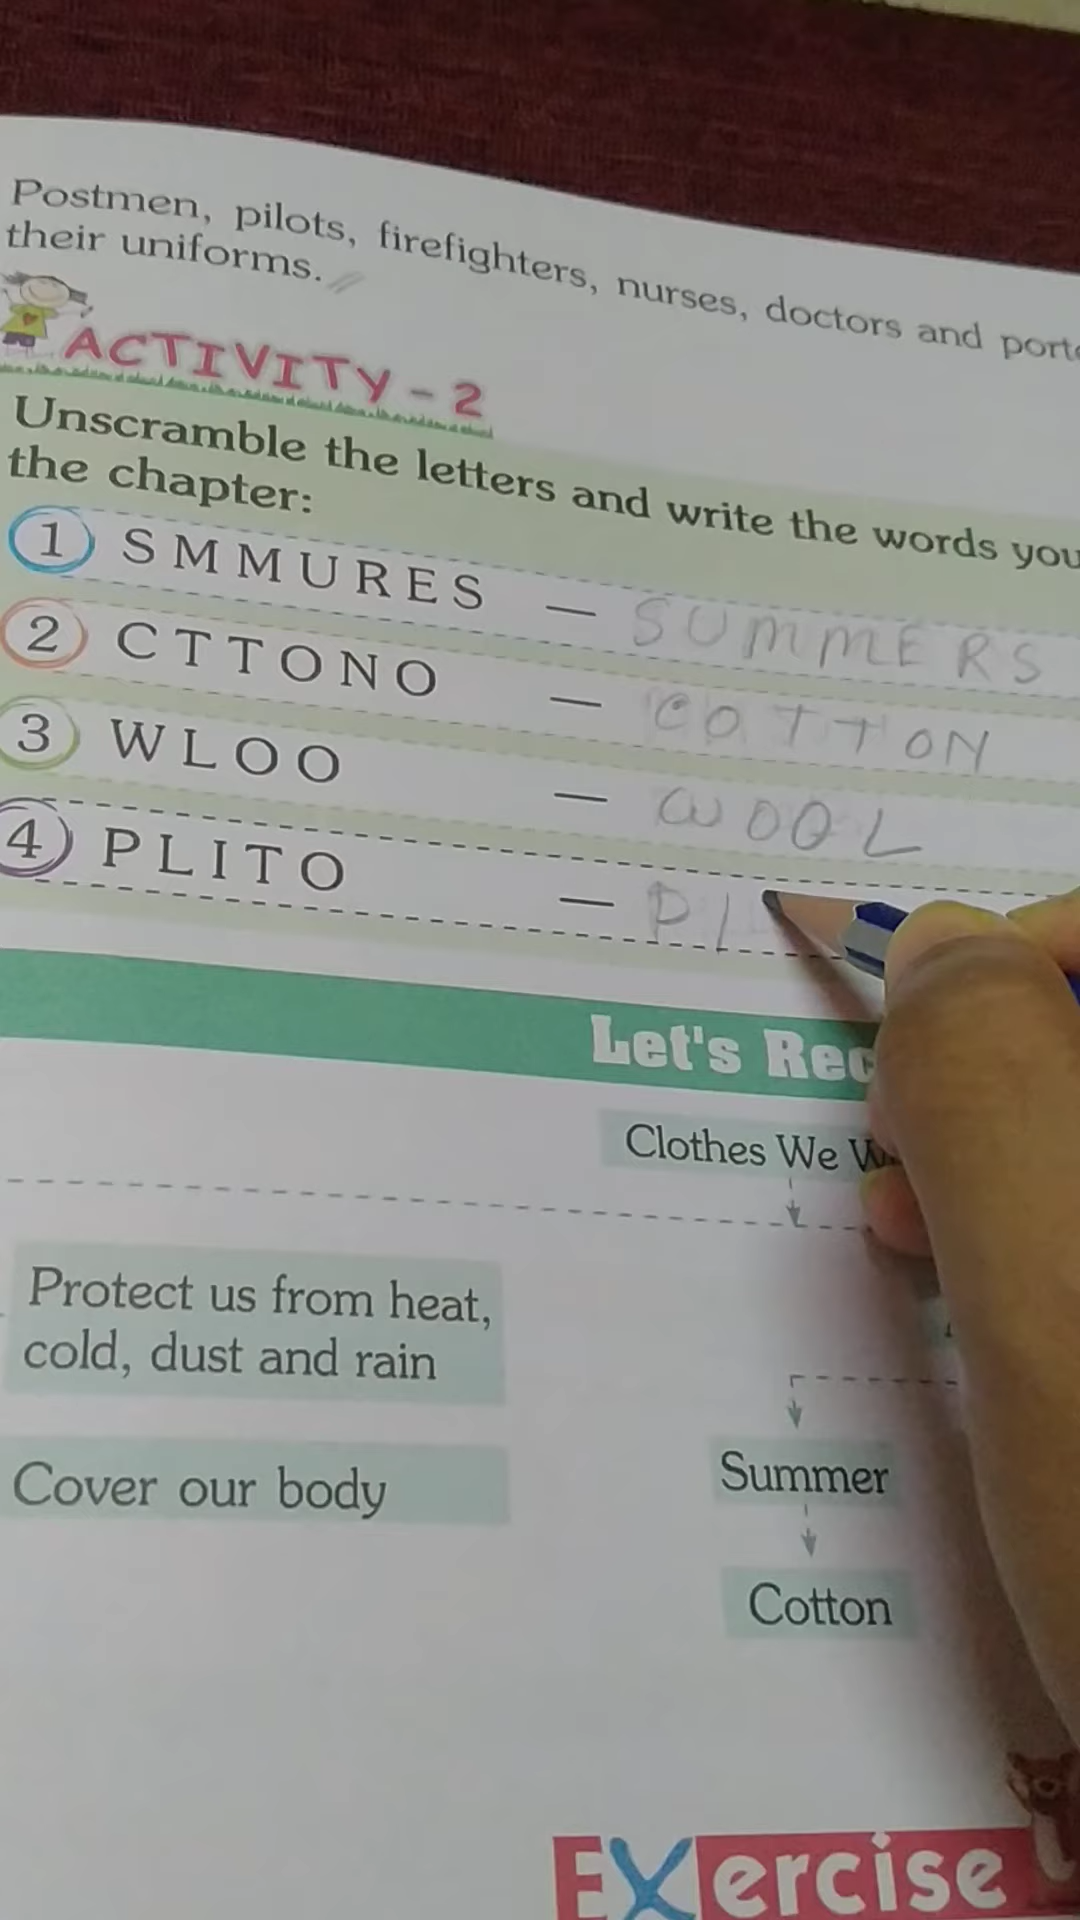 Postmen, pilots, firefighters, nurses, doctors and
their uniforms.
ACTIVITY - 2
Unscramble the letters and write the words you
the chapter:
1 SMMURES — SUMMERS
2 CTTONO — COTTON
3 WLOO — WOOL
4 PLITO — PI
Let's
Clothes We
Protect us from heat,
cold, dust and rain
Cover our body
Summer
Cotton
Exercise